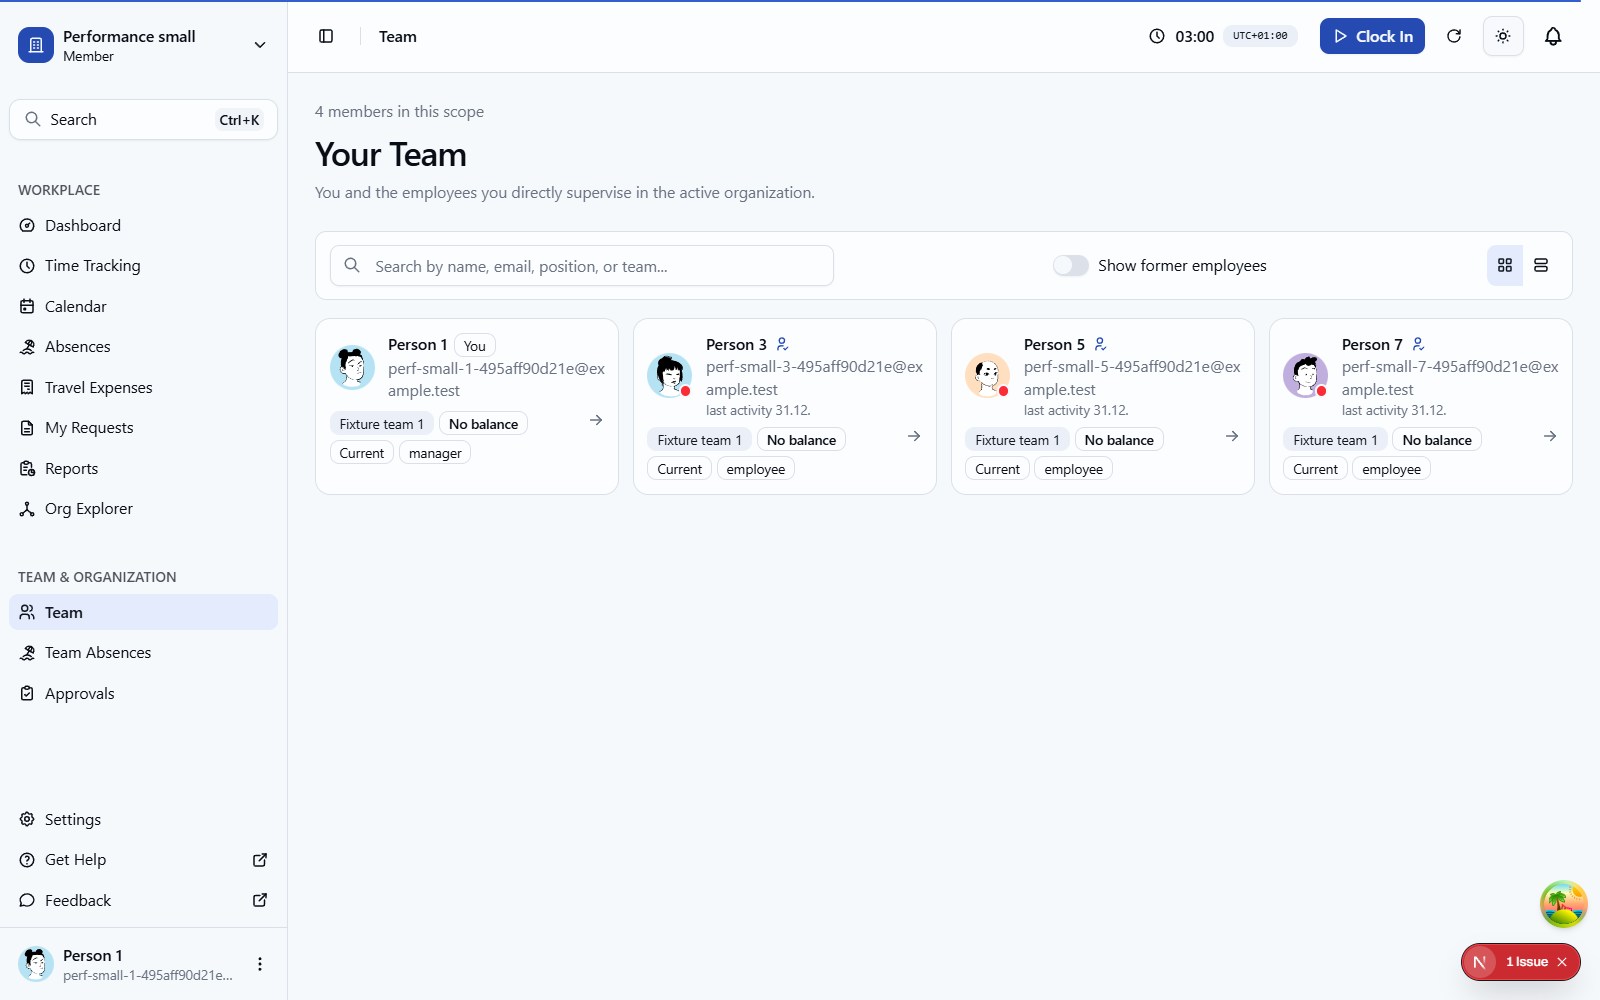 Performance small
Member
Search
Ctrl+K
WORKPLACE
Dashboard
Time Tracking
Calendar
Absences
Travel Expenses
My Requests
Reports
Org Explorer
TEAM & ORGANIZATION
Team
Team Absences
Approvals
Settings
Get Help
Feedback
Person 1
perf-small-1-495aff90d21e...
Team
03:00
UTC+01:00
Clock In
4 members in this scope
Your Team
You and the employees you directly supervise in the active organization.
Search by name, email, position, or team...
Show former employees
Person 1 You
perf-small-1-495aff90d21e@ex
ample.test
Fixture team 1 No balance
Current manager
Person 3
perf-small-3-495aff90d21e@ex
ample.test
last activity 31.12.
Fixture team 1 No balance
Current employee
Person 5
perf-small-5-495aff90d21e@ex
ample.test
last activity 31.12.
Fixture team 1 No balance
Current employee
Person 7
perf-small-7-495aff90d21e@ex
ample.test
last activity 31.12.
Fixture team 1 No balance
Current employee
N 1 Issue